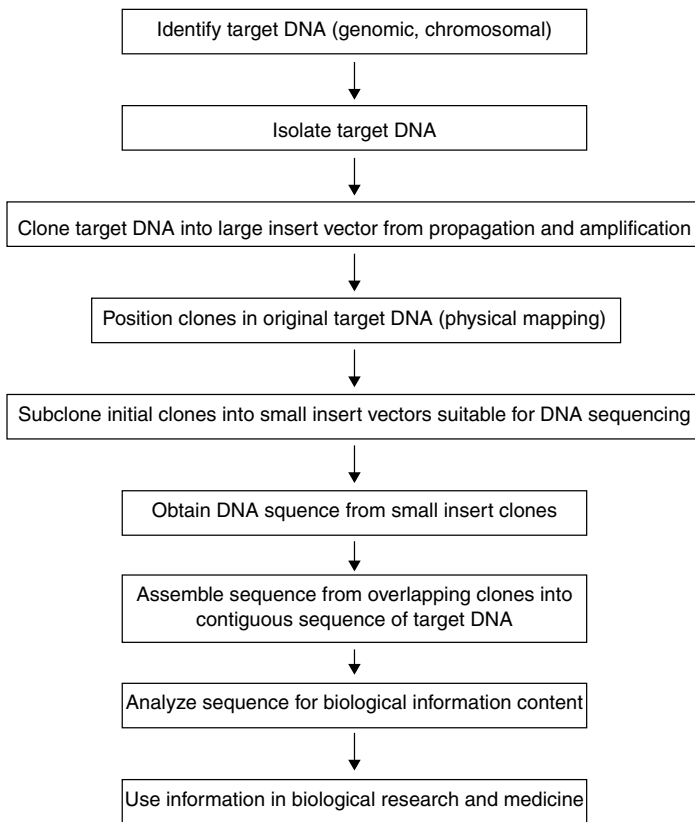 Identify target DNA (genomic, chromosomal)
Isolate target DNA
Clone target DNA into large insert vector from propagation and amplification
Position clones in original target DNA (physical mapping)
Subclone initial clones into small insert vectors suitable for DNA sequencing
Obtain DNA squence from small insert clones
Assemble sequence from overlapping clones into
contiguous sequence of target DNA
Analyze sequence for biological information content
Use information in biological research and medicine